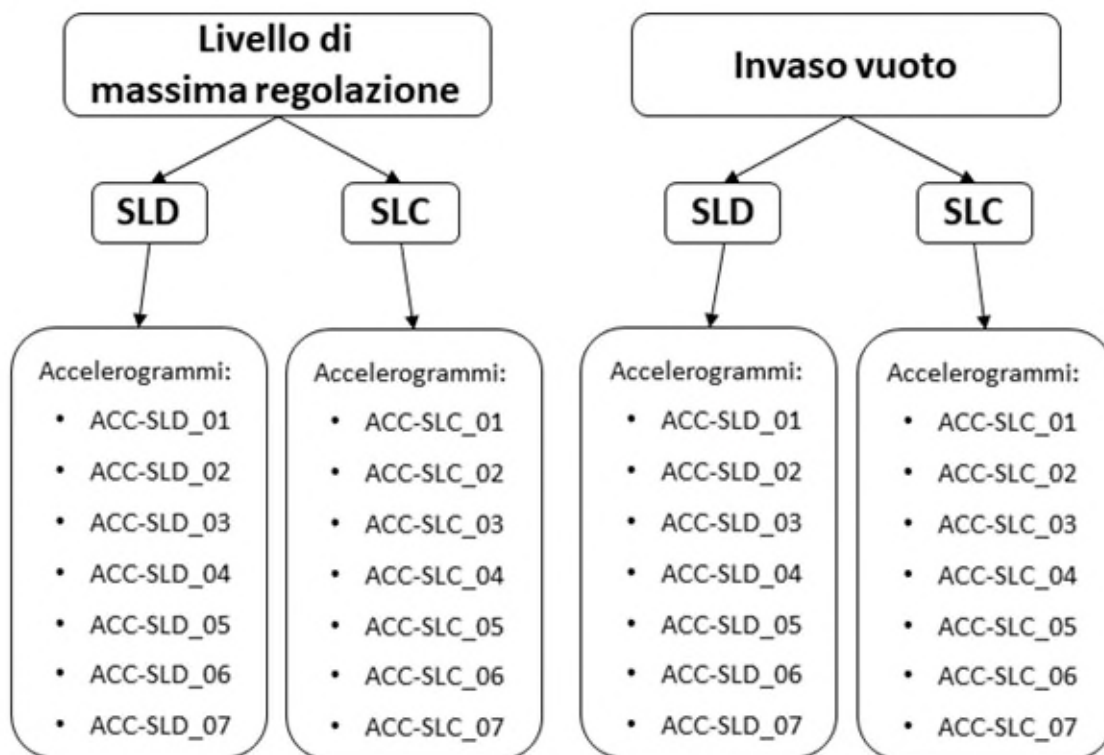 Livello di
massima regolazione
Invaso vuoto
SLD
SLC
SLD
SLC
Accelerogrammi:
• ACC-SLD_01
• ACC-SLD_02
• ACC-SLD_03
• ACC-SLD_04
• ACC-SLD_05
• ACC-SLD_06
• ACC-SLD_07
Accelerogrammi:
• ACC-SLC_01
• ACC-SLC_02
• ACC-SLC_03
• ACC-SLC_04
• ACC-SLC_05
• ACC-SLC_06
• ACC-SLC_07
Accelerogrammi:
• ACC-SLD_01
• ACC-SLD_02
• ACC-SLD_03
• ACC-SLD_04
• ACC-SLD_05
• ACC-SLD_06
• ACC-SLD_07
Accelerogrammi:
• ACC-SLC_01
• ACC-SLC_02
• ACC-SLC_03
• ACC-SLC_04
• ACC-SLC_05
• ACC-SLC_06
• ACC-SLC_07